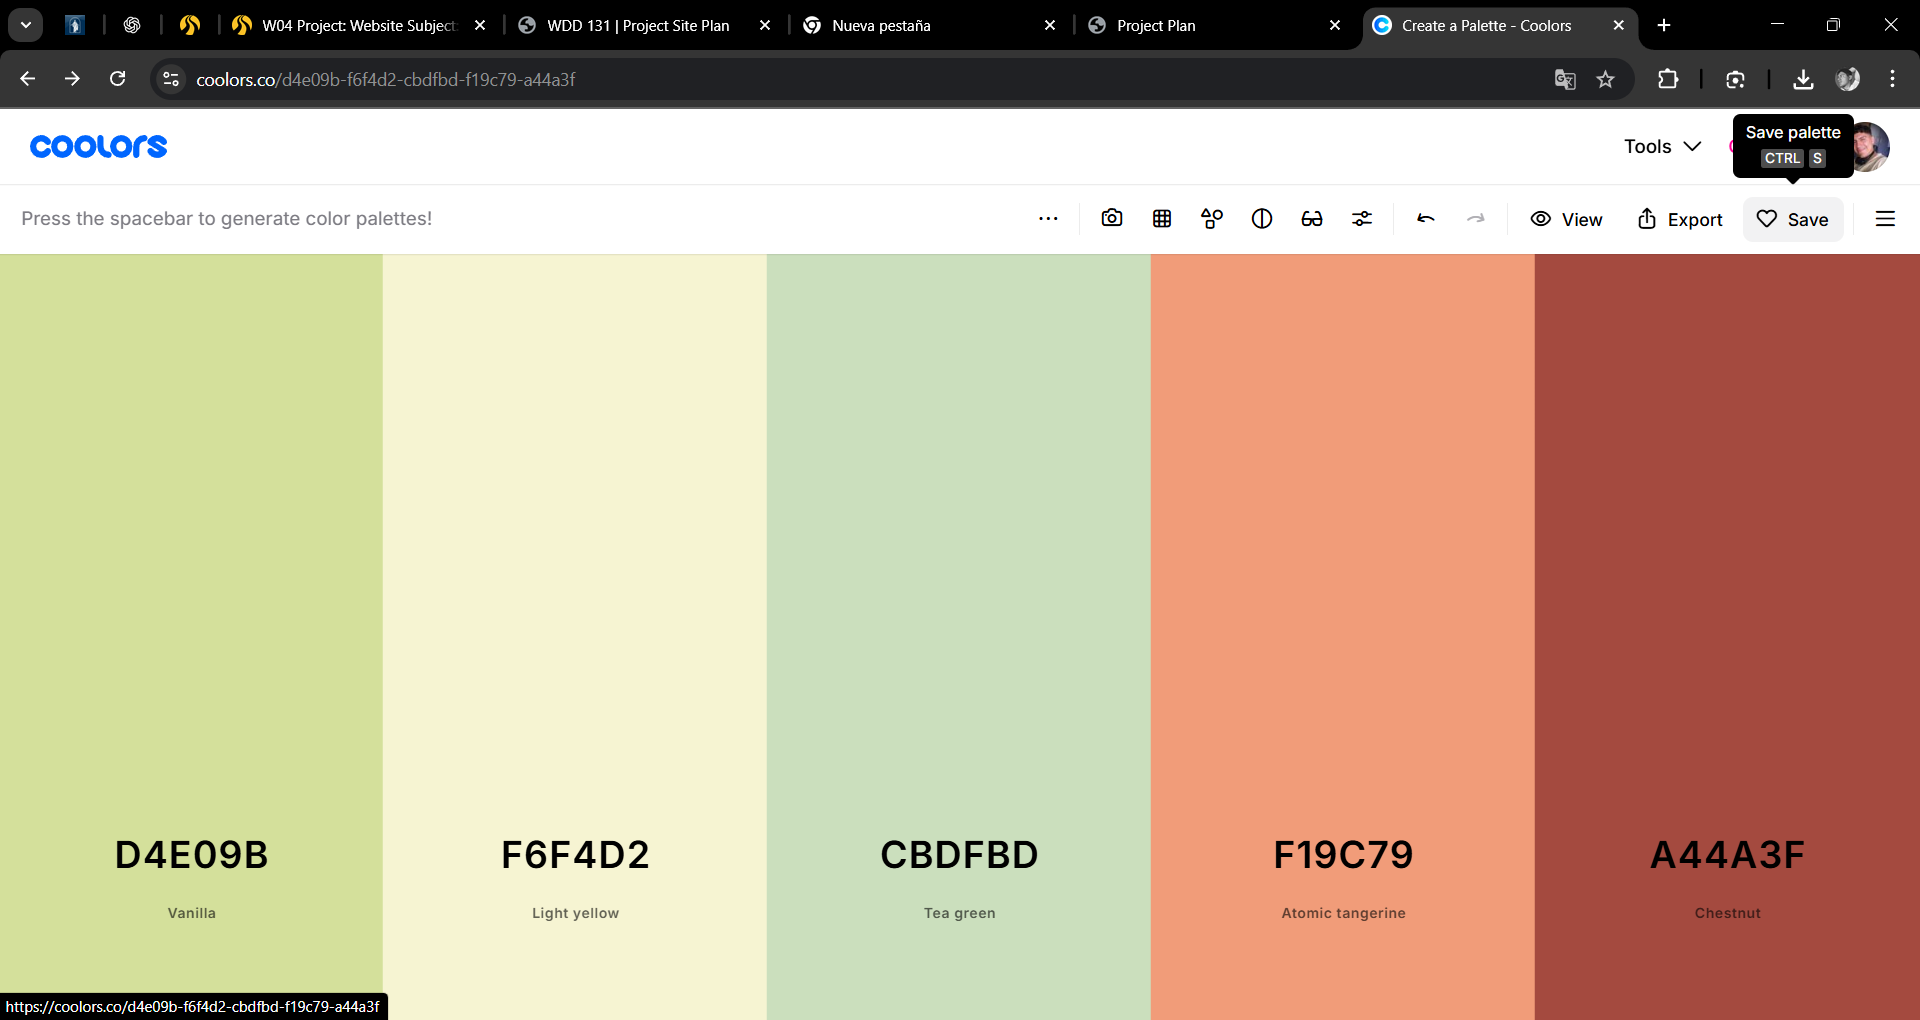 W04 Project: Website Subject
WDD 131 | Project Site Plan
Nueva pestaña
Project Plan
Create a Palette - Coolors
coolors.co/d4e09b-f6f4d2-cbdfbd-f19c79-a44a3f
coolors
Tools
Save palette
CTRL S
Press the spacebar to generate color palettes!
View
Export
Save
D4E09B
Vanilla
F6F4D2
Light yellow
CBDFBD
Tea green
F19C79
Atomic tangerine
A44A3F
Chestnut
https://coolors.co/d4e09b-f6f4d2-cbdfbd-f19c79-a44a3f